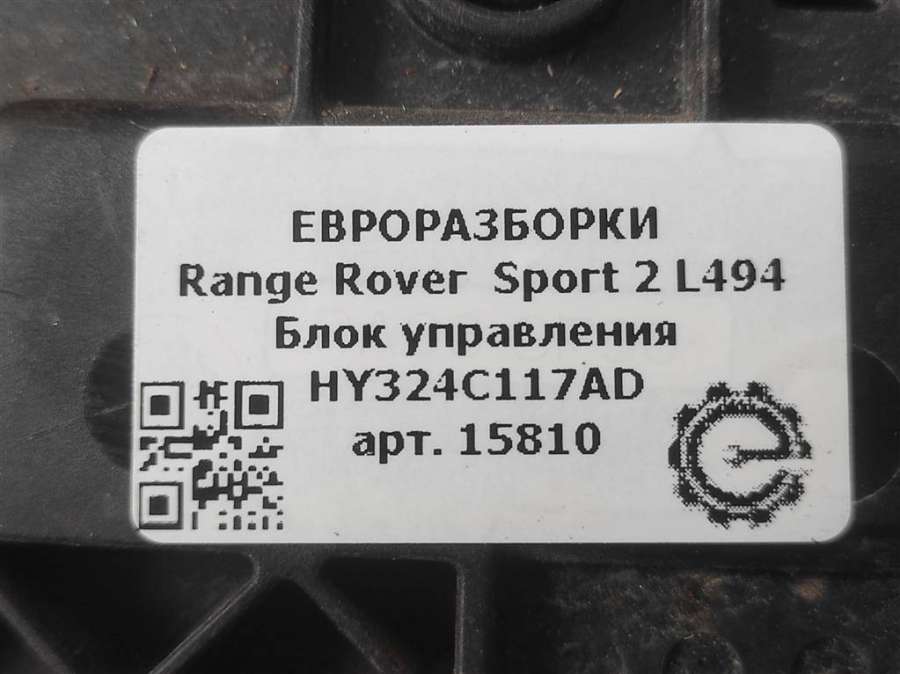 ЕВРОРАЗБОРКИ
Range Rover Sport 2 L494
Блок управления
HY324C117AD
арт. 15810